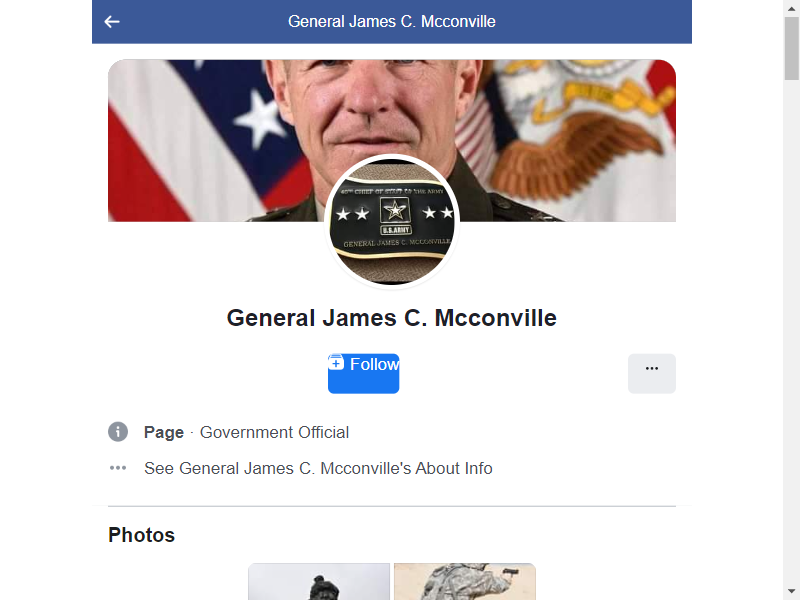 General James C. Mcconville
40TH CHIEF OF STAFF OF THE ARMY
U.S.ARMY
GENERAL JAMES C. MCCONVILLE
General James C. Mcconville
Follow
...
Page · Government Official
See General James C. Mcconville's About Info
Photos